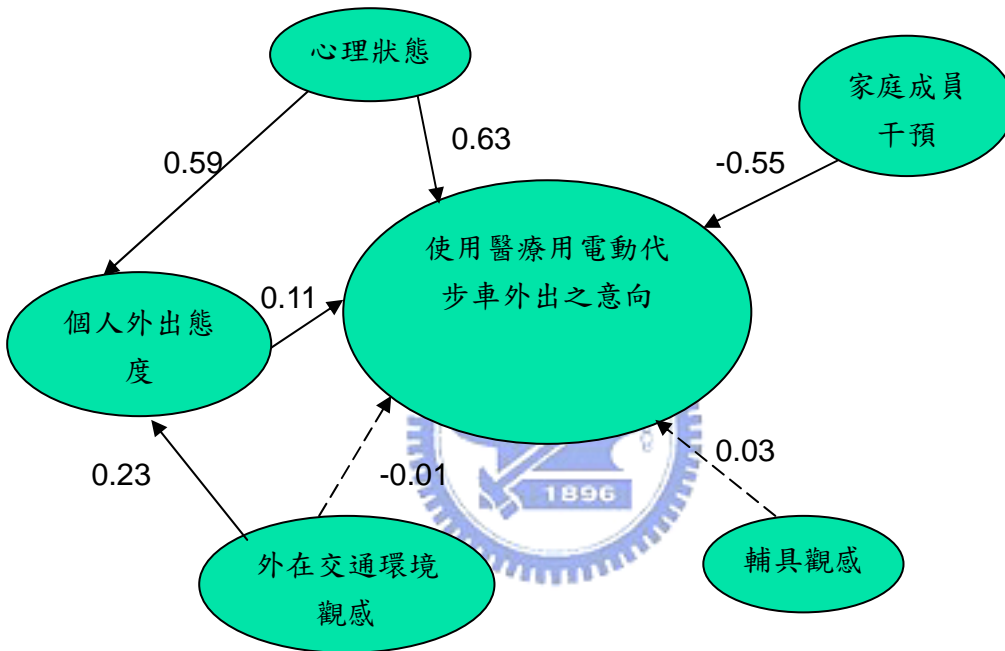 心理狀態
家庭成員
干預
0.59
0.63
-0.55
使用醫療用電動代
步車外出之意向
個人外出態
度
0.11
0.23
-0.01
0.03
1896
外在交通環境
觀感
輔具觀感